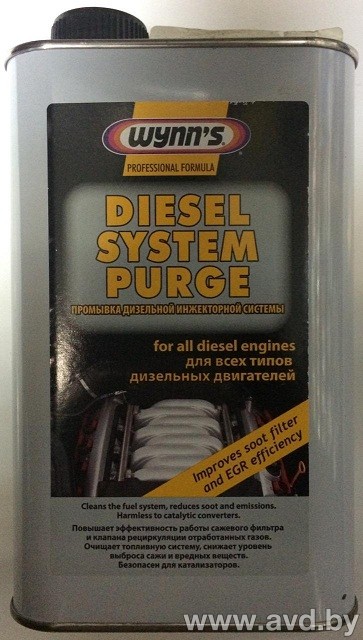 WYNN'S
PROFESSIONAL FORMULA
DIESEL
SYSTEM
PURGE
ПРОМЫВКА ДИЗЕЛЬНОЙ ИНЖЕКТОРНОЙ СИСТЕМЫ
for all diesel engines
для всех типов
дизельных двигателей
Improves soot filter
and EGR efficiency
Cleans the fuel system, reduces soot and emissions.
Harmless to catalytic converters.
Повышает эффективность работы сажевого фильтра
и клапана рециркуляции отработанных газов.
Очищает топливную систему, снижает уровень
выброса сажи и вредных веществ.
Безопасен для катализаторов.
www.avd.by